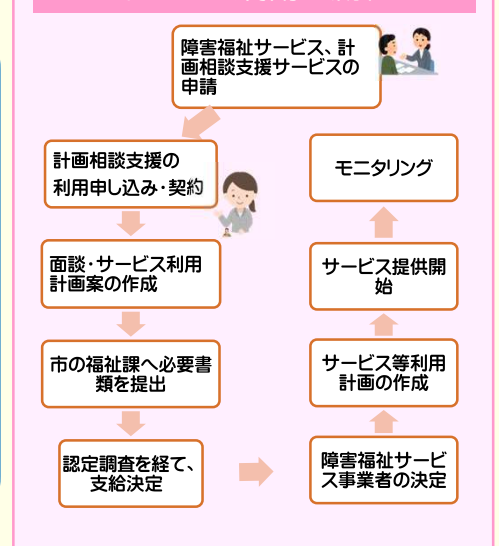 障害福祉サービス、計
画相談支援サービスの
申請
計画相談支援の
利用申し込み・契約
面談・サービス利用
計画案の作成
市の福祉課へ必要書
類を提出
認定調査を経て、
支給決定
障害福祉サービ
ス事業者の決定
サービス等利用
計画の作成
サービス提供開
始
モニタリング